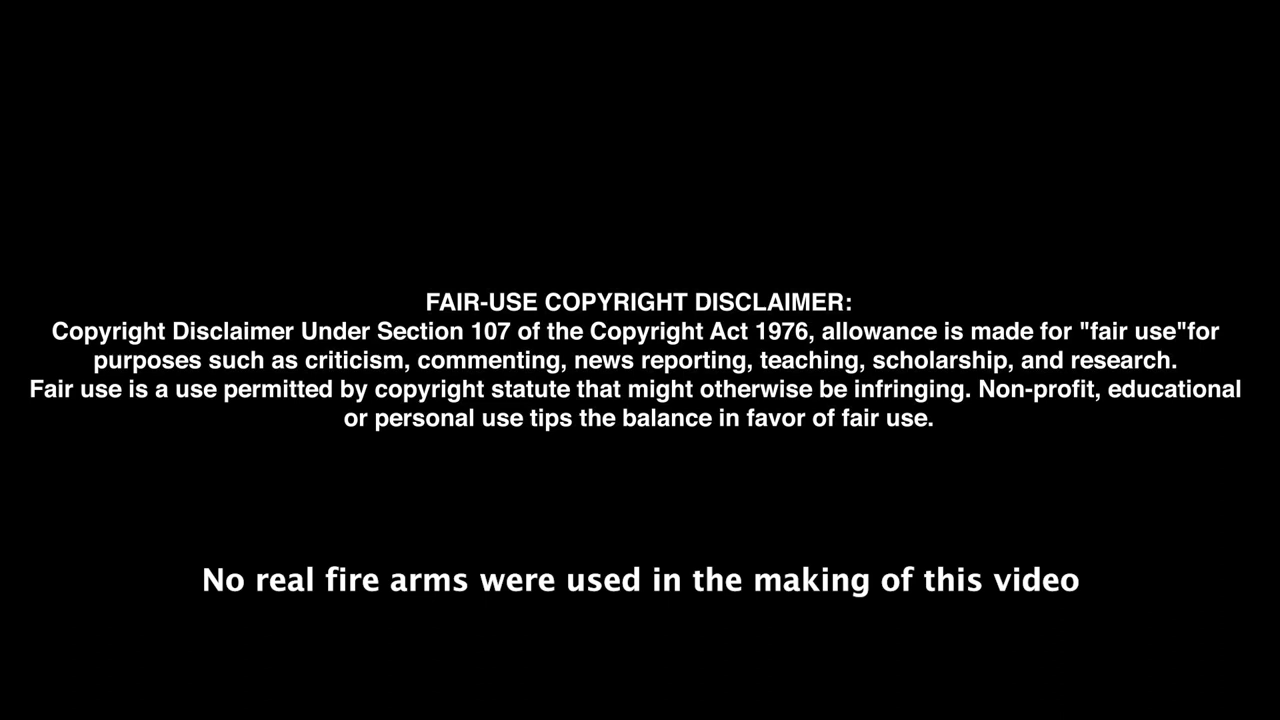 FAIR-USE COPYRIGHT DISCLAIMER:
Copyright Disclaimer Under Section 107 of the Copyright Act 1976, allowance is made for "fair use"for
purposes such as criticism, commenting, news reporting, teaching, scholarship, and research.
Fair use is a use permitted by copyright statute that might otherwise be infringing. Non-profit, educational
or personal use tips the balance in favor of fair use.
No real fire arms were used in the making of this video